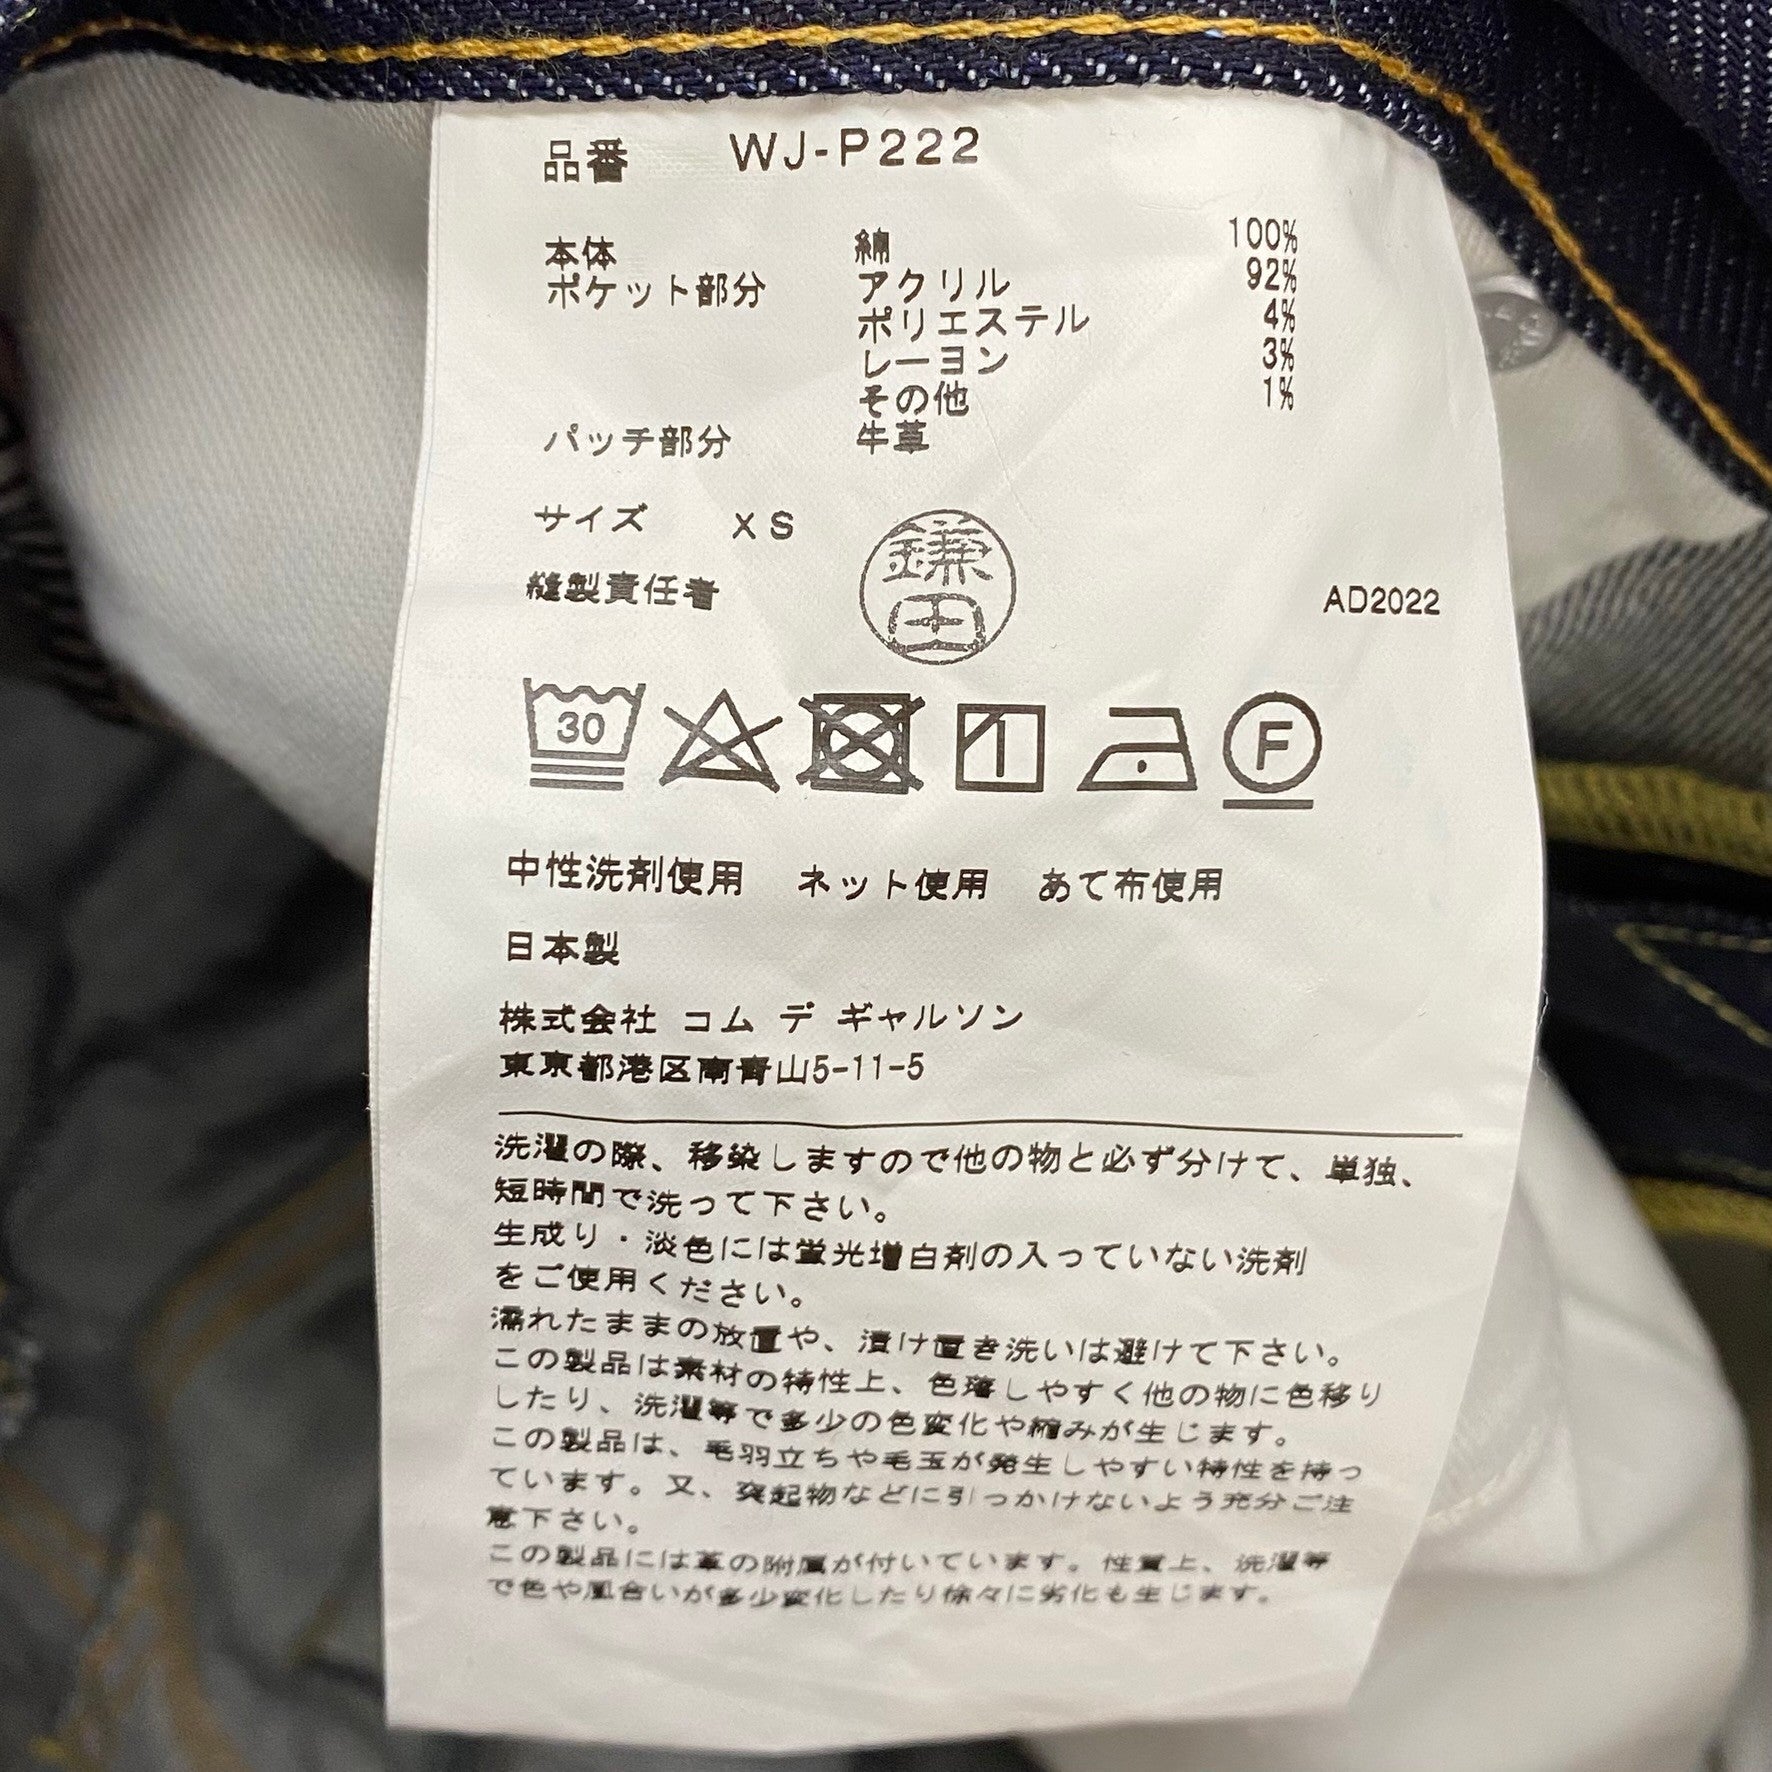 品番 WJ-P222
本体 綿 100%
ポケット部分 アクリル 92%
ポリエステル 4%
レーヨン 3%
その他 1%
パッチ部分 牛革
サイズ XS
縫製責任者 鎌田 AD2022
30 F
中性洗剤使用 ネット使用 あて布使用
日本製
株式会社 コム デ ギャルソン
東京都港区南青山5-11-5
洗濯の際、移染しますので他の物と必ず分けて、単独、
短時間で洗って下さい。
生成り・淡色には蛍光増白剤の入っていない洗剤
をご使用ください。
濡れたままの放置や、漬け置き洗いは避けて下さい。
この製品は素材の特性上、色落しやすく他の物に色移り
したり、洗濯等で多少の色変化や縮みが生じます。
この製品は、毛羽立ちや毛玉が発生しやすい特性を持っ
ています。又、突起物などに引っかけないよう充分ご注
意下さい。
この製品には革の附属が付いています。性質上、洗濯等
で色や風合いが多少変化したり徐々に劣化も生じます。